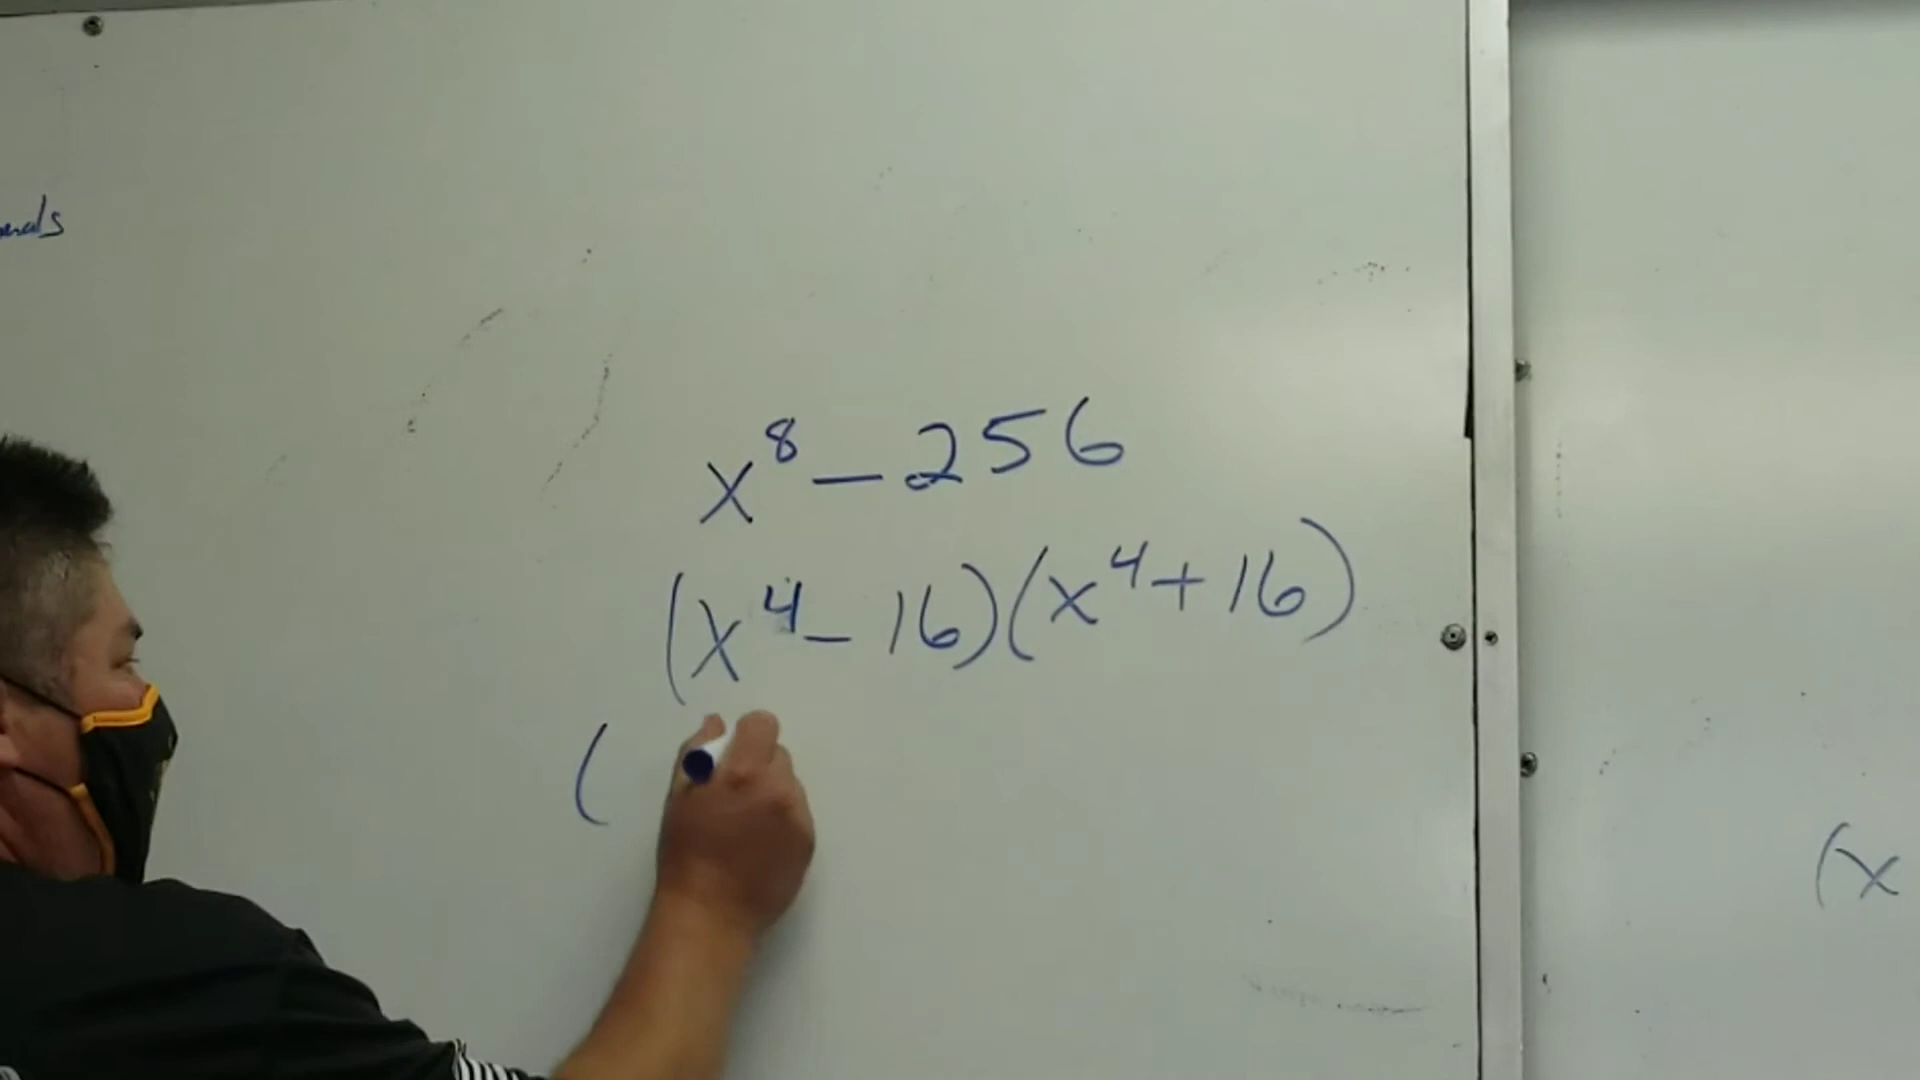 x⁸ - 256
(x⁴ - 16)(x⁴ + 16)
(
(x